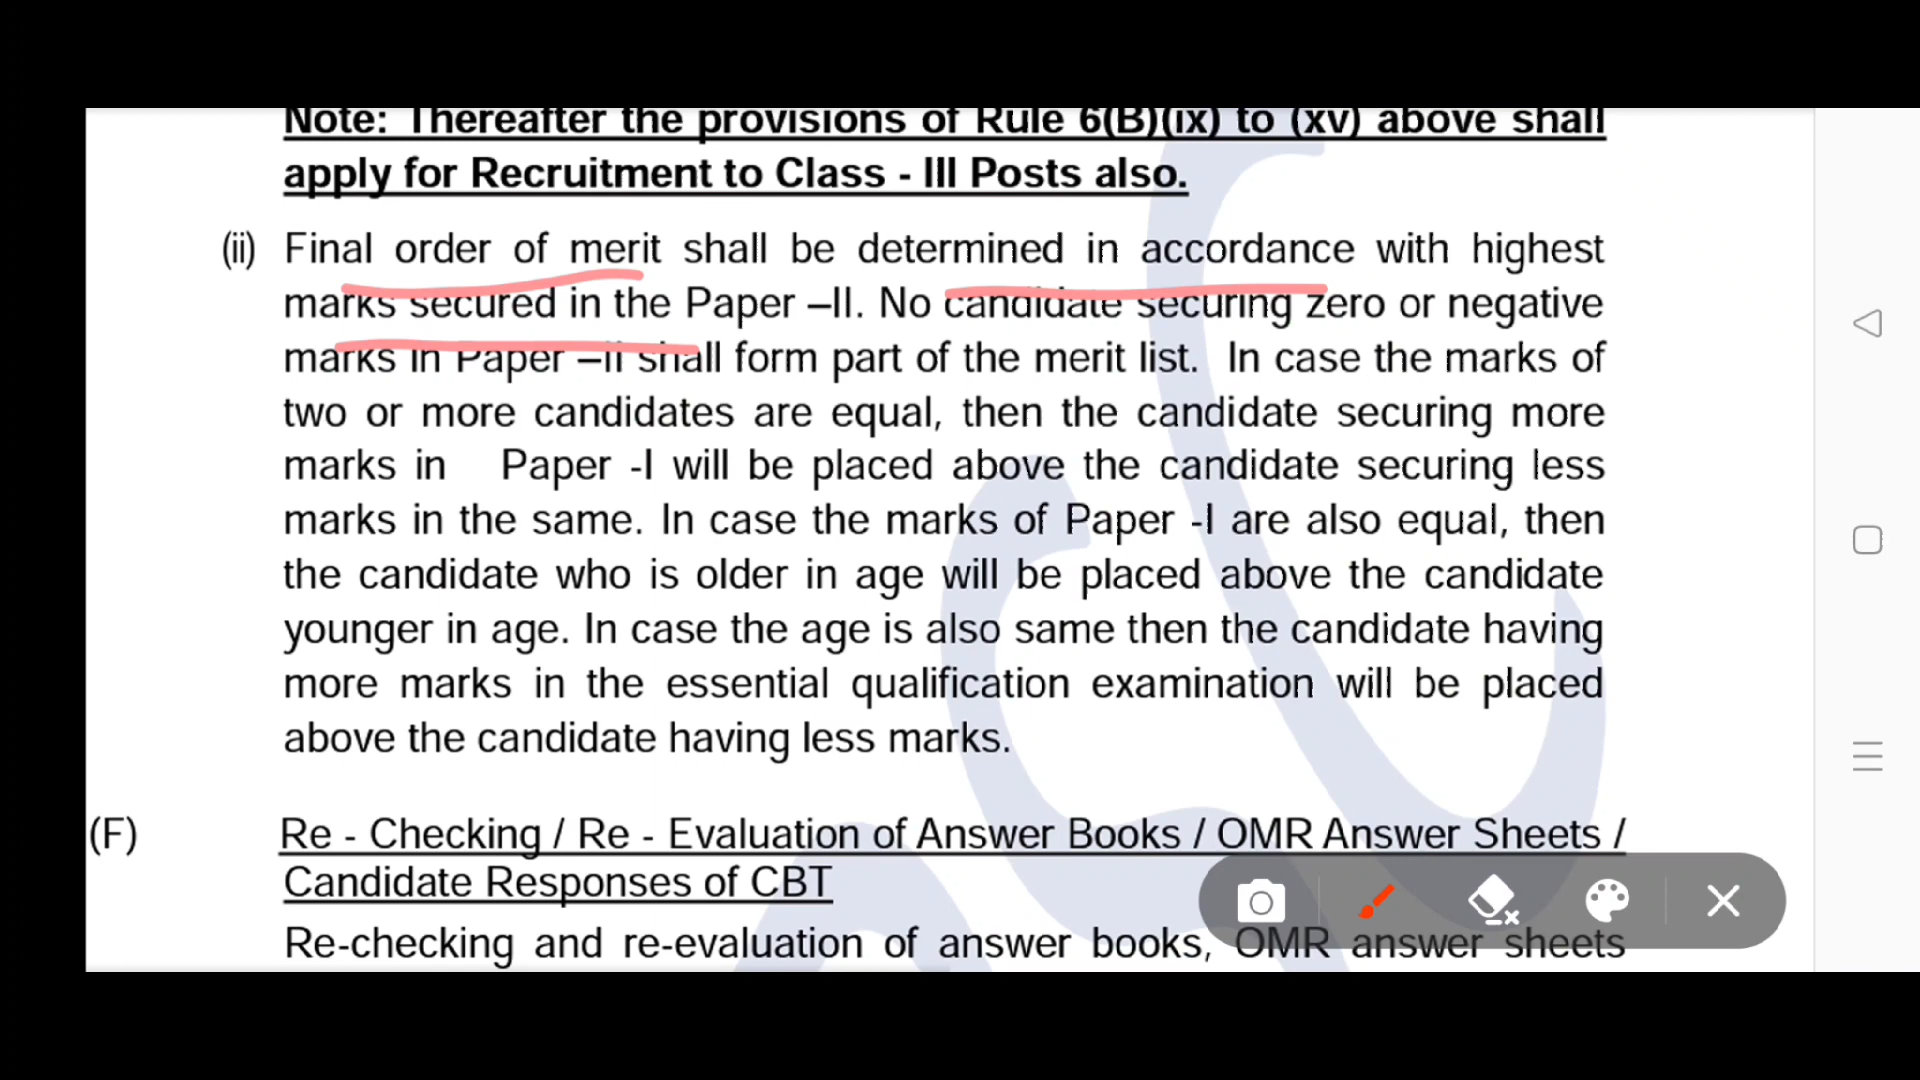 Note: Thereafter the provisions of Rule 6(B)(ix) to (xv) above shall
apply for Recruitment to Class - III Posts also.
(ii) Final order of merit shall be determined in accordance with highest
marks secured in the Paper –II. No candidate securing zero or negative
marks in Paper –II shall form part of the merit list. In case the marks of
two or more candidates are equal, then the candidate securing more
marks in Paper -I will be placed above the candidate securing less
marks in the same. In case the marks of Paper -I are also equal, then
the candidate who is older in age will be placed above the candidate
younger in age. In case the age is also same then the candidate having
more marks in the essential qualification examination will be placed
above the candidate having less marks.
(F) Re - Checking / Re - Evaluation of Answer Books / OMR Answer Sheets /
Candidate Responses of CBT
Re-checking and re-evaluation of answer books, OMR answer sheets